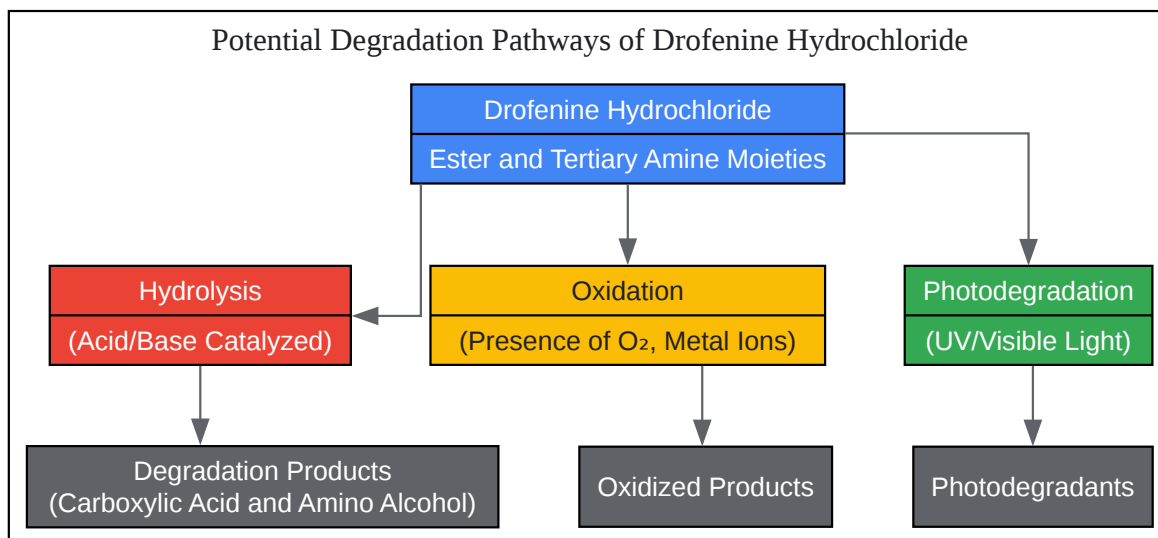 Potential Degradation Pathways of Drofenine Hydrochloride
Drofenine Hydrochloride
Ester and Tertiary Amine Moieties
Hydrolysis
(Acid/Base Catalyzed)
Oxidation
(Presence of O₂, Metal Ions)
Photodegradation
(UV/Visible Light)
Degradation Products
(Carboxylic Acid and Amino Alcohol)
Oxidized Products
Photodegradants